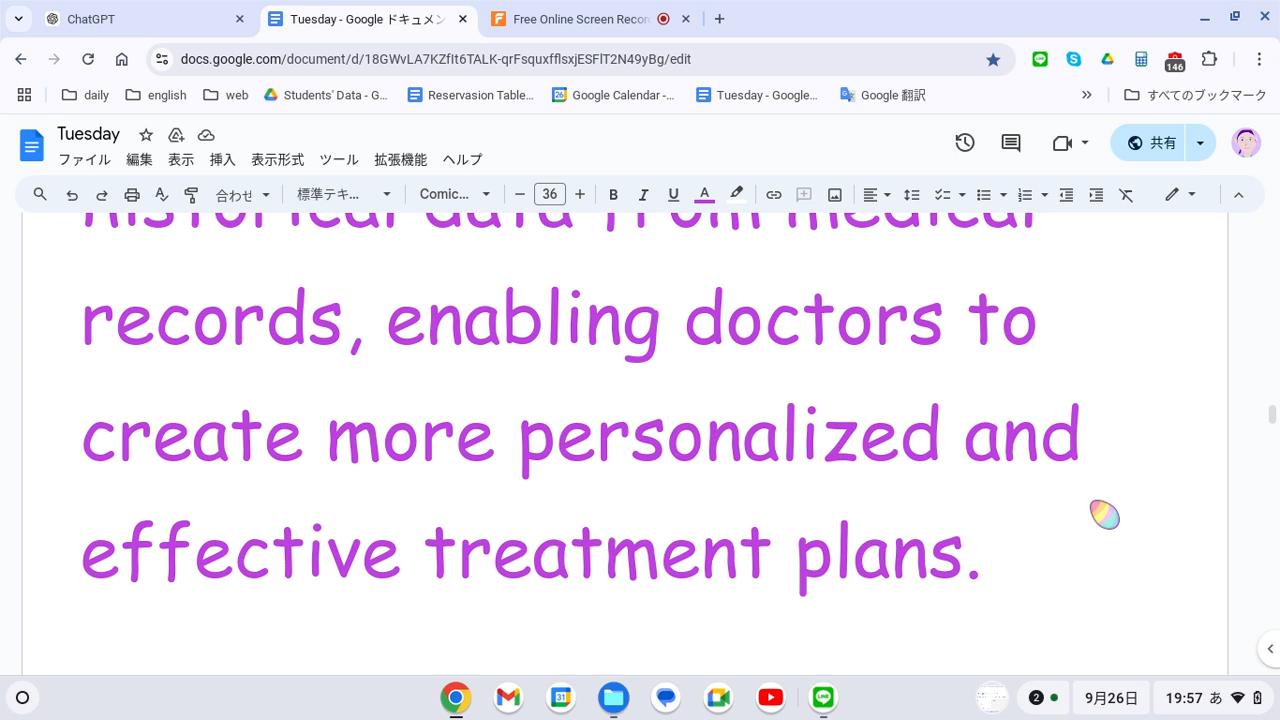 ChatGPT
Tuesday - Google ドキュメン
Free Online Screen Recor
docs.google.com/document/d/
daily
english
web
Students' Data - G...
Reservasion Table...
Google Calendar -...
Tuesday - Google...
Google 翻訳
すべてのブックマーク
146
Tuesday
ファイル 編集 表示 挿入 表示形式 ツール 拡張機能 ヘルプ
共有
合わせ
標準テキ...
Comic...
36
historical data from medical
records, enabling doctors to
create more personalized and
effective treatment plans.
2
9月26日
19:57 あ